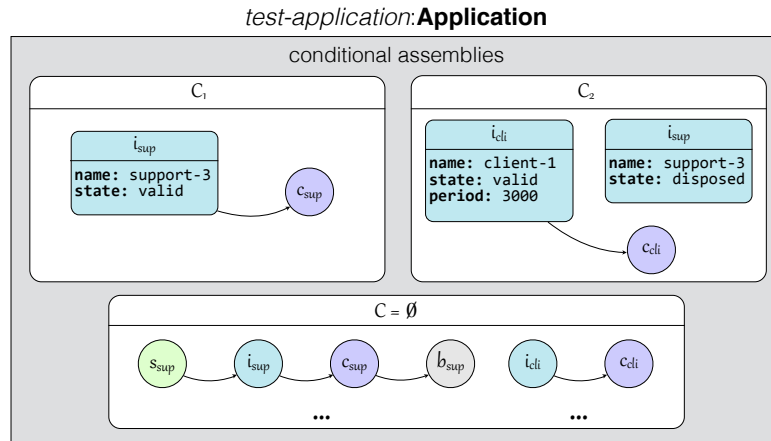 test-application:Application
conditional assemblies
C₁
i_sup
name: support-3
state: valid
c_sup
C₂
i_cli
name: client-1
state: valid
period: 3000
i_sup
name: support-3
state: disposed
c_cli
C = ∅
s_sup
i_sup
c_sup
b_sup
i_cli
c_cli
...
...